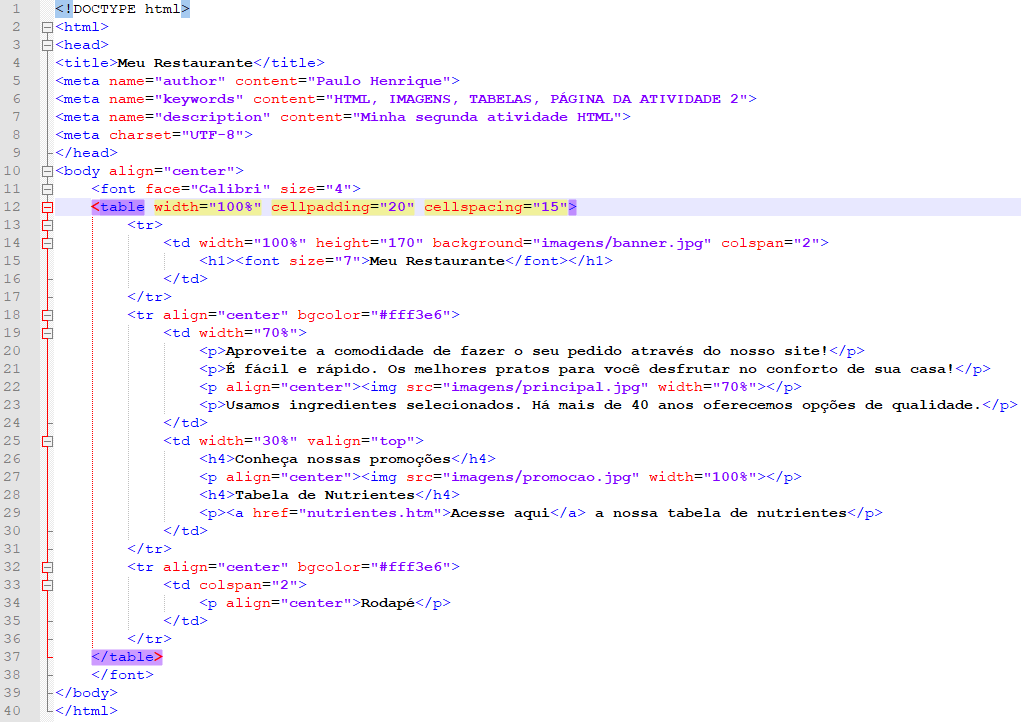 1 <!DOCTYPE html>
2 <html>
3 <head>
4 <title>Meu Restaurante</title>
5 <meta name="author" content="Paulo Henrique">
6 <meta name="keywords" content="HTML, IMAGENS, TABELAS, PÁGINA DA ATIVIDADE 2">
7 <meta name="description" content="Minha segunda atividade HTML">
8 <meta charset="UTF-8">
9 </head>
10 <body align="center">
11 <font face="Calibri" size="4">
12 <table width="100%" cellpadding="20" cellspacing="15">
13 <tr>
14 <td width="100%" height="170" background="imagens/banner.jpg" colspan="2">
15 <h1><font size="7">Meu Restaurante</font></h1>
16 </td>
17 </tr>
18 <tr align="center" bgcolor="#fff3e6">
19 <td width="70%">
20 <p>Aproveite a comodidade de fazer o seu pedido através do nosso site!</p>
21 <p>É fácil e rápido. Os melhores pratos para você desfrutar no conforto de sua casa!</p>
22 <p align="center"><img src="imagens/principal.jpg" width="70%"></p>
23 <p>Usamos ingredientes selecionados. Há mais de 40 anos oferecemos opções de qualidade.</p>
24 </td>
25 <td width="30%" valign="top">
26 <h4>Conheça nossas promoções</h4>
27 <p align="center"><img src="imagens/promocao.jpg" width="100%"></p>
28 <h4>Tabela de Nutrientes</h4>
29 <p><a href="nutrientes.htm">Acesse aqui</a> a nossa tabela de nutrientes</p>
30 </td>
31 </tr>
32 <tr align="center" bgcolor="#fff3e6">
33 <td colspan="2">
34 <p align="center">Rodapé</p>
35 </td>
36 </tr>
37 </table>
38 </font>
39 </body>
40 </html>